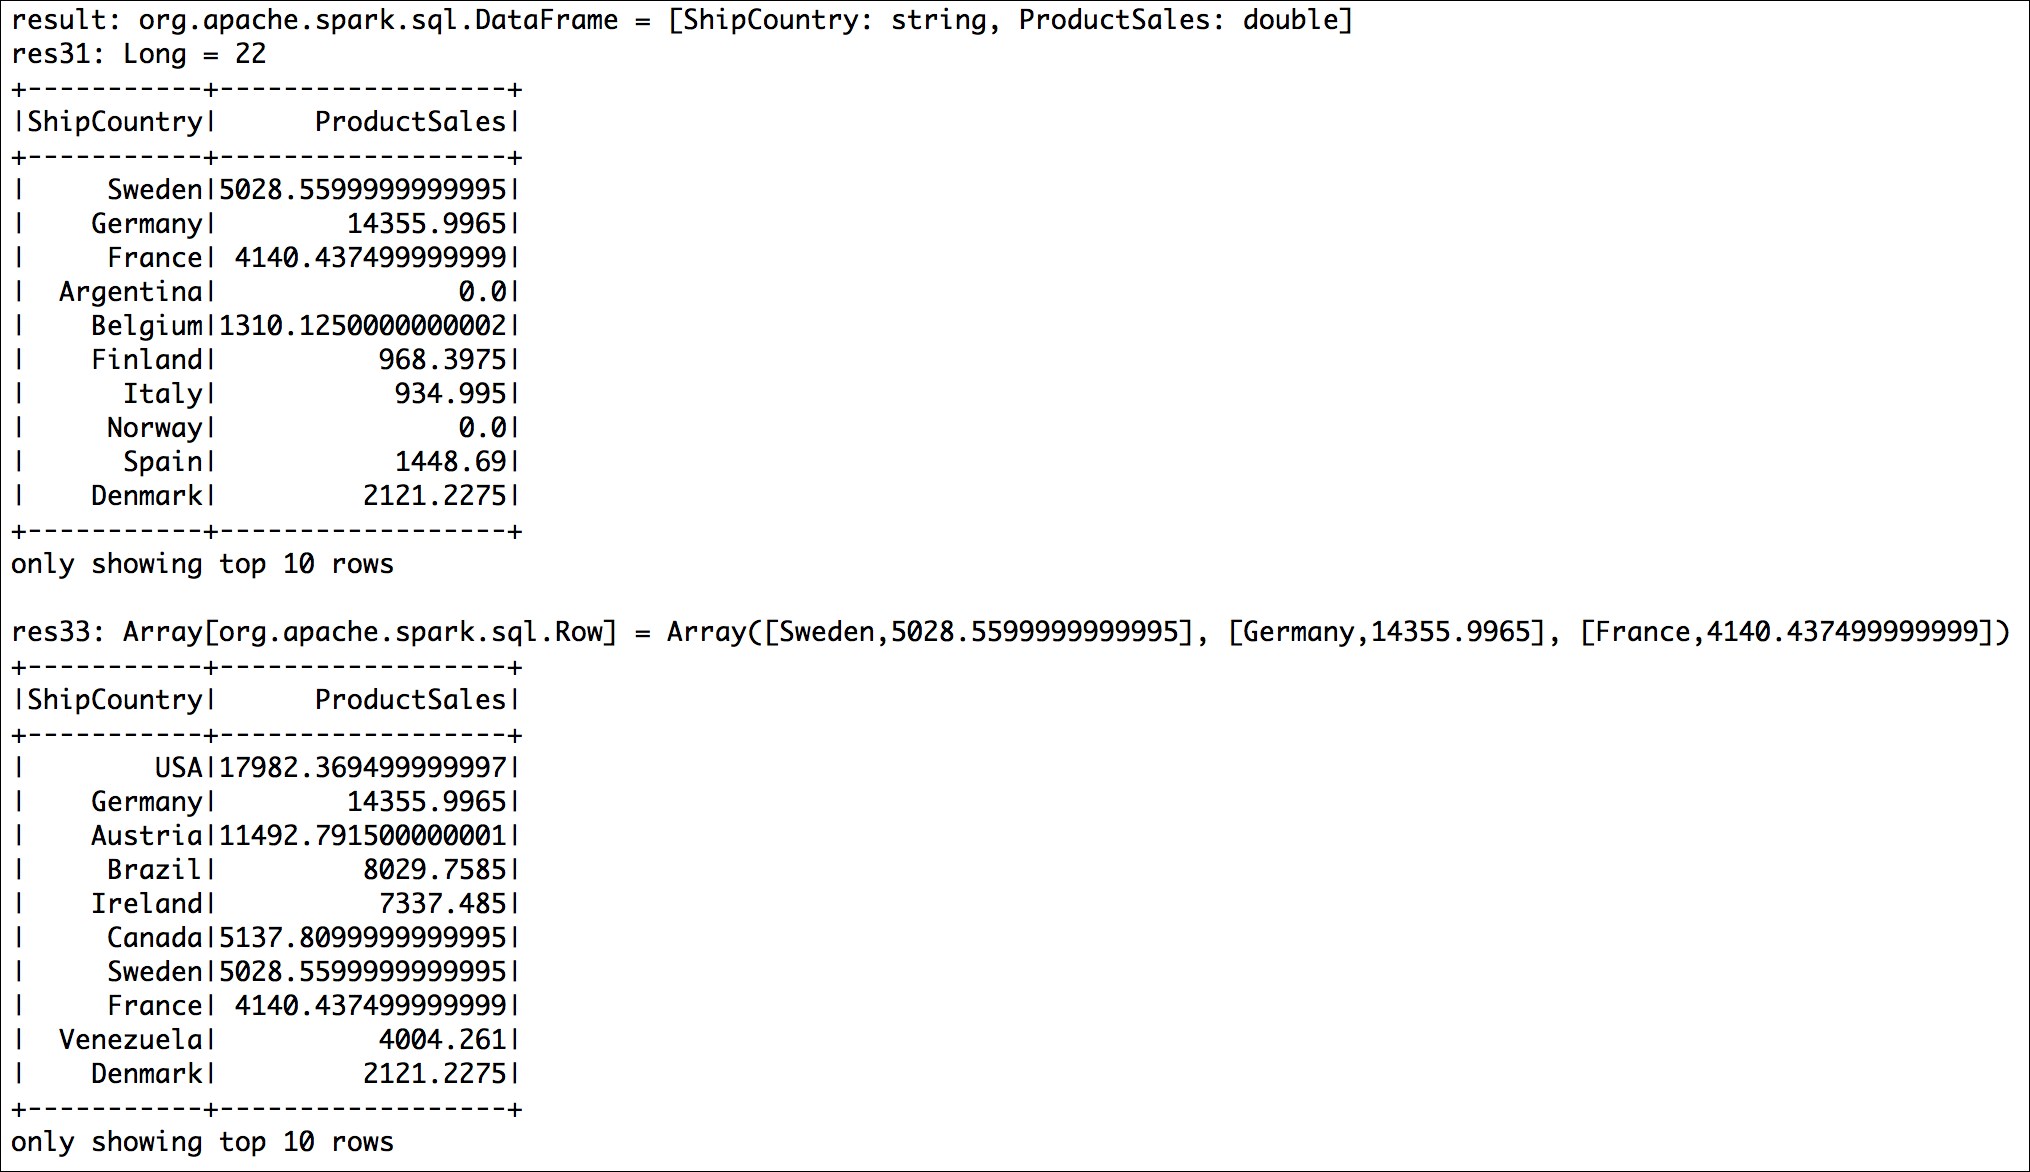 result: org.apache.spark.sql.DataFrame = [ShipCountry: string, ProductSales: double]
res31: Long = 22
+-----------+------------------+
|ShipCountry|      ProductSales|
+-----------+------------------+
|     Sweden|5028.5599999999995|
|    Germany|        14355.9965|
|     France| 4140.437499999999|
|  Argentina|               0.0|
|    Belgium|1310.1250000000002|
|    Finland|          968.3975|
|      Italy|           934.995|
|     Norway|               0.0|
|      Spain|           1448.69|
|    Denmark|         2121.2275|
+-----------+------------------+
only showing top 10 rows

res33: Array[org.apache.spark.sql.Row] = Array([Sweden,5028.5599999999995], [Germany,14355.9965], [France,4140.437499999999])
+-----------+------------------+
|ShipCountry|      ProductSales|
+-----------+------------------+
|        USA|17982.369499999997|
|    Germany|        14355.9965|
|    Austria|11492.791500000001|
|     Brazil|         8029.7585|
|    Ireland|          7337.485|
|     Canada|5137.8099999999995|
|     Sweden|5028.5599999999995|
|     France| 4140.437499999999|
|  Venezuela|          4004.261|
|    Denmark|         2121.2275|
+-----------+------------------+
only showing top 10 rows